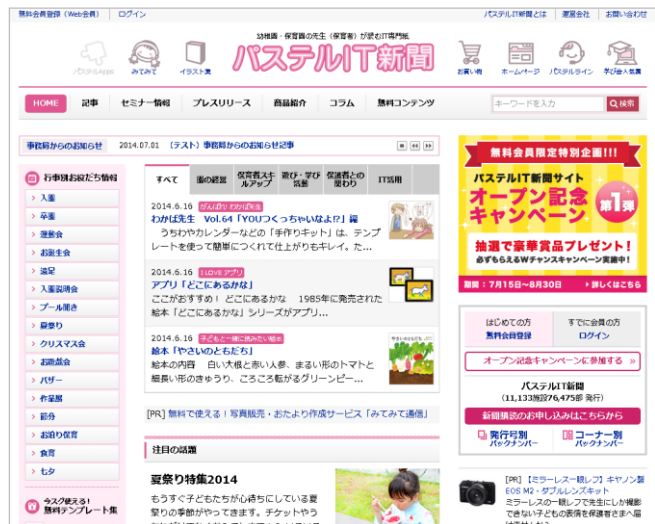 無料会員登録（Web会員）
ログイン
パステルIT新聞とは
運営会社
お問い合わせ
幼稚園・保育園の先生（保育者）が読むIT専門紙
パステルIT新聞
パステルApps
みてみて
イラスト集
お買い物
ホームページ
パステルライン
学び舎人気塾
HOME
記事
セミナー情報
プレスリリース
商品紹介
コラム
無料コンテンツ
キーワードを入力
検索
事務局からのお知らせ
2014.07.01 （テスト）事務局からのお知らせ記事
行事別お役だち情報
入園
卒園
運動会
お誕生会
遠足
入園説明会
プール開き
夏祭り
クリスマス会
お遊戯会
バザー
作品展
節分
お泊り保育
食育
七夕
今スグ使える！
無料テンプレート集
すべて
園の経営
保育者スキルアップ
遊び・学び 気動
保護者との関わり
IT活用
2014.6.16 がんばれ わかば先生
わかば先生 Vol.64「YOUつくっちゃいなよ!?」編
うちわやカレンダーなどの「手作りキット」は、テンプ
レートを使って簡単につくれて仕上がりもキレイ。た...
2014.6.16 I LOVE アプリ
アプリ「どこにあるかな」
ここがおすすめ！ どこにあるかな 1985年に発売された
絵本「どこにあるかな」シリーズがアプリ...
2014.6.16 子どもと一緒に読みたい絵本
絵本「やさいのともだち」
絵本の内容 白い大根と赤い人参、まるい形のトマトと
細長い形のきゅうり、ころころ転がるグリーンピー...
[PR] 無料で使える！写真販売・おたより作成サービス「みてみて通信」
注目の話題
夏祭り特集2014
もうすぐ子どもたちが心待ちにしている夏
祭りの季節がやってきます。チケットやう
無料会員限定特別企画!!!
パステルIT新聞サイト
オープン記念
キャンペーン
第1弾
抽選で豪華賞品プレゼント！
必ずもらえるWチャンスキャンペーン実施中！
期間：7月15日〜8月30日
詳しくはこちら
はじめての方
無料会員登録
すでに会員の方
ログイン
オープン記念キャンペーンに参加する »
パステルIT新聞
（11,133施設76,475部 発行）
新聞購読のお申し込みはこちらから
発行号別
バックナンバー
コーナー別
バックナンバー
[PR] 【ミラーレス一眼レフ】キヤノン製
EOS M2・ダブルレンズキット
ミラーレスの一眼レフで先生にしか撮影
できない子どもの表情を保護者さまへ届